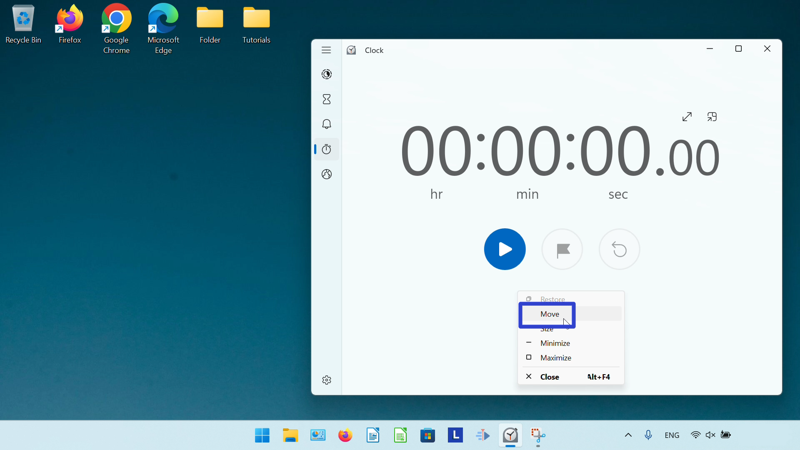 Recycle Bin
Firefox
Google
Chrome
Microsoft
Edge
Folder
Tutorials
Clock
00:00:00.00
hr min sec
Restore
Move
Size
Minimize
Maximize
Close Alt+F4
L
ENG